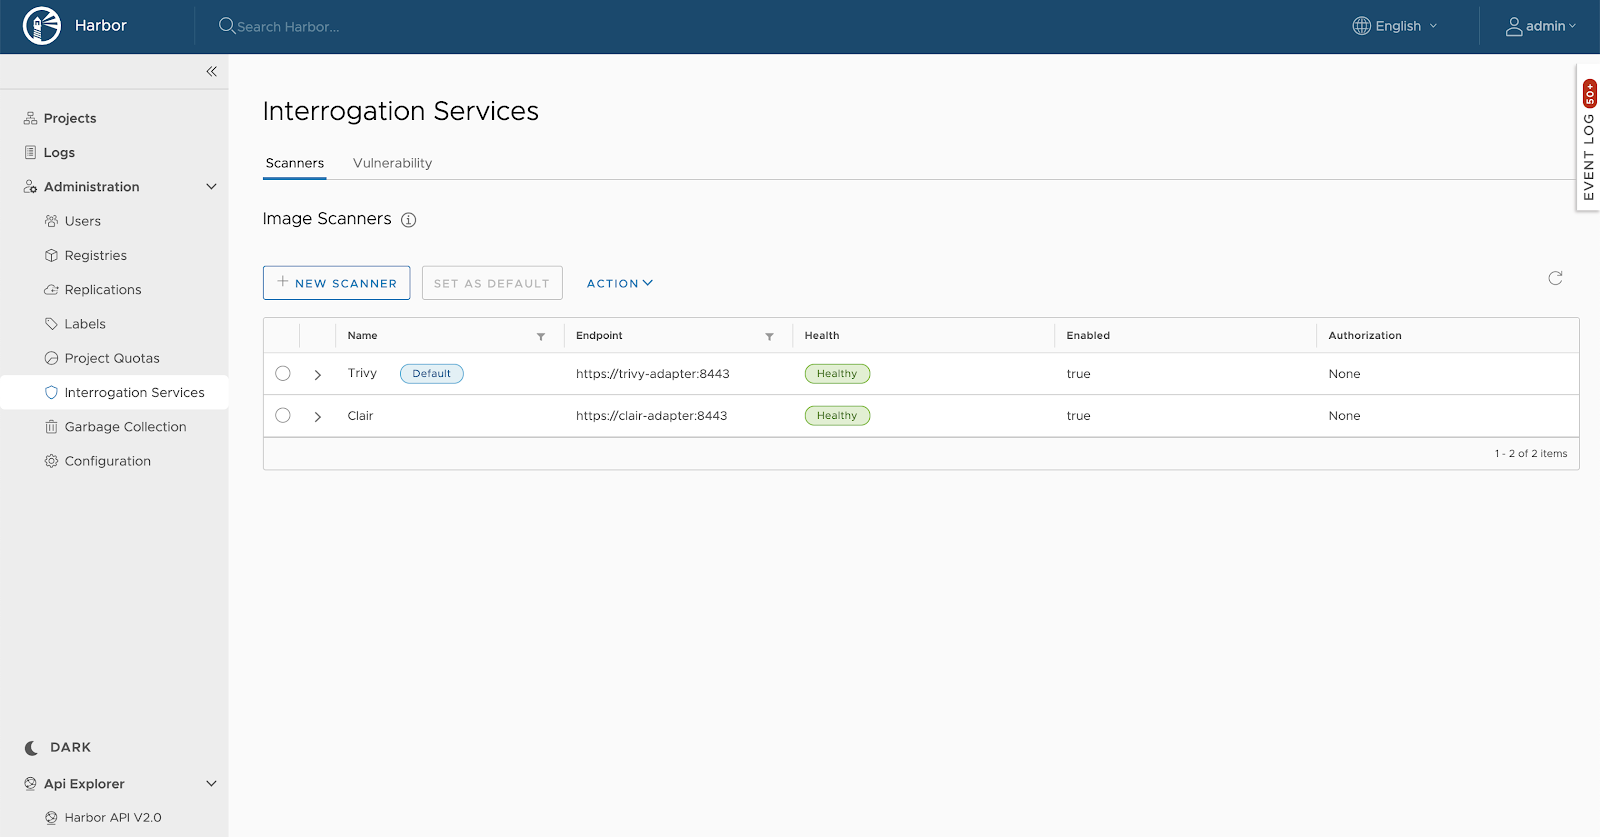 Harbor
Search Harbor...
English
admin
EVENT LOG 50+
Projects
Logs
Administration
Users
Registries
Replications
Labels
Project Quotas
Interrogation Services
Garbage Collection
Configuration
DARK
Api Explorer
Harbor API V2.0
Interrogation Services
Scanners Vulnerability
Image Scanners
NEW SCANNER SET AS DEFAULT ACTION
Name Endpoint Health Enabled Authorization
Trivy Default https://trivy-adapter:8443 Healthy true None
Clair https://clair-adapter:8443 Healthy true None
1 - 2 of 2 items